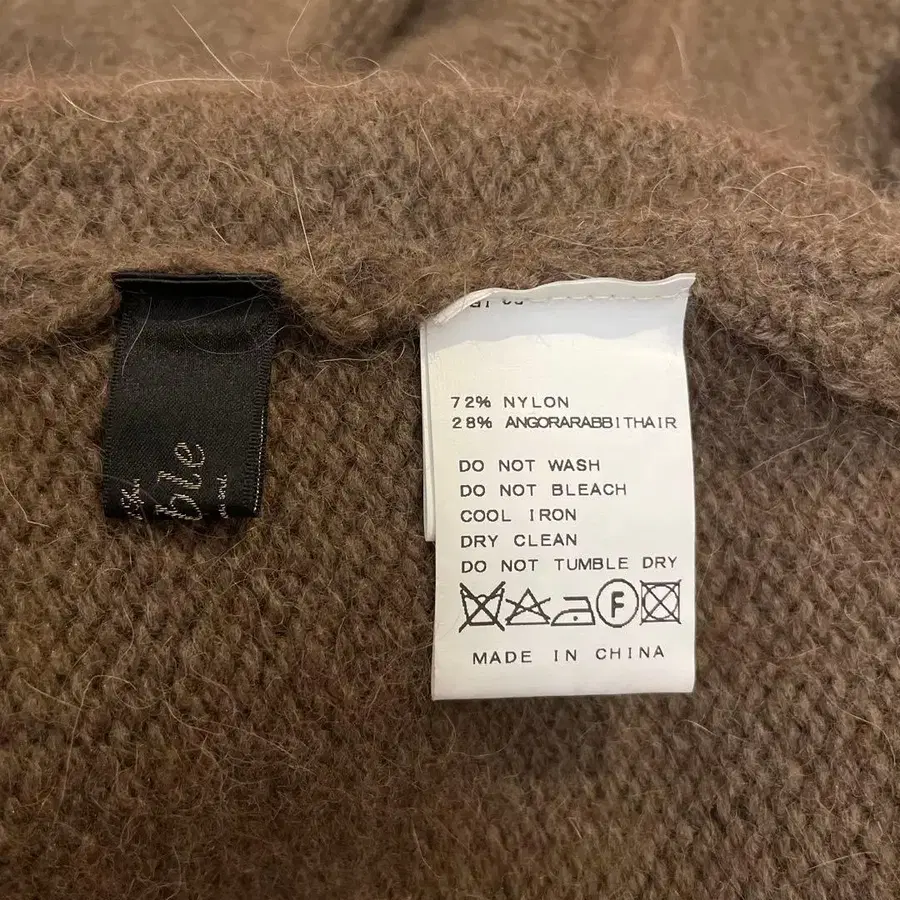 ble
72% NYLON
28% ANGORARABBITHAIR
DO NOT WASH
DO NOT BLEACH
COOL IRON
DRY CLEAN
DO NOT TUMBLE DRY
F
MADE IN CHINA